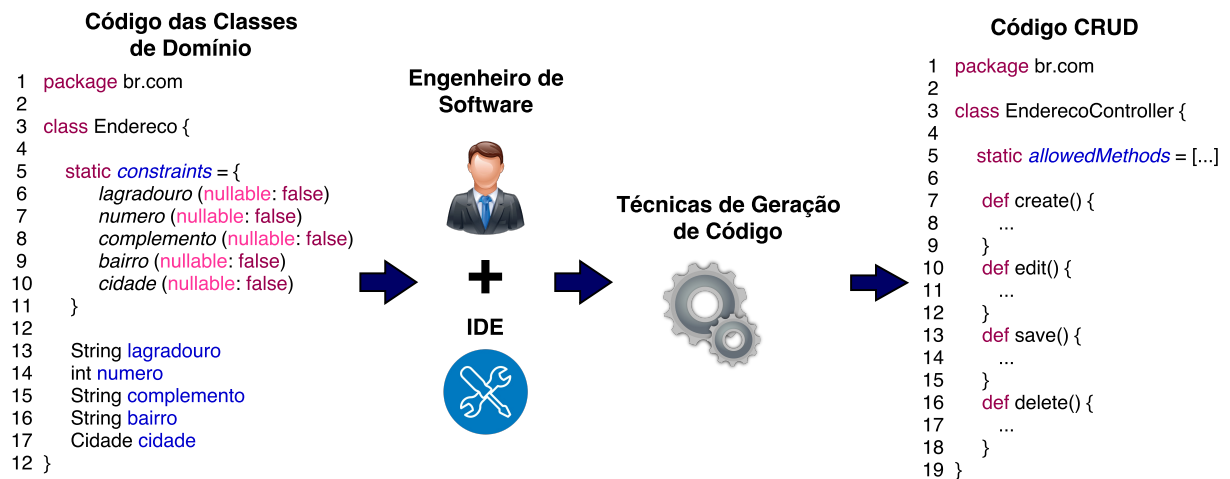 Código das Classes
de Domínio
1 package br.com
2
3 class Endereco {
4
5 static constraints = {
6 lagradouro (nullable: false)
7 numero (nullable: false)
8 complemento (nullable: false)
9 bairro (nullable: false)
10 cidade (nullable: false)
11 }
12
13 String lagradouro
14 int numero
15 String complemento
16 String bairro
17 Cidade cidade
12 }
Engenheiro de
Software
IDE
Técnicas de Geração
de Código
Código CRUD
1 package br.com
2
3 class EnderecoController {
4
5 static allowedMethods = [...]
6
7 def create() {
8 ...
9 }
10 def edit() {
11 ...
12 }
13 def save() {
14 ...
15 }
16 def delete() {
17 ...
18 }
19 }